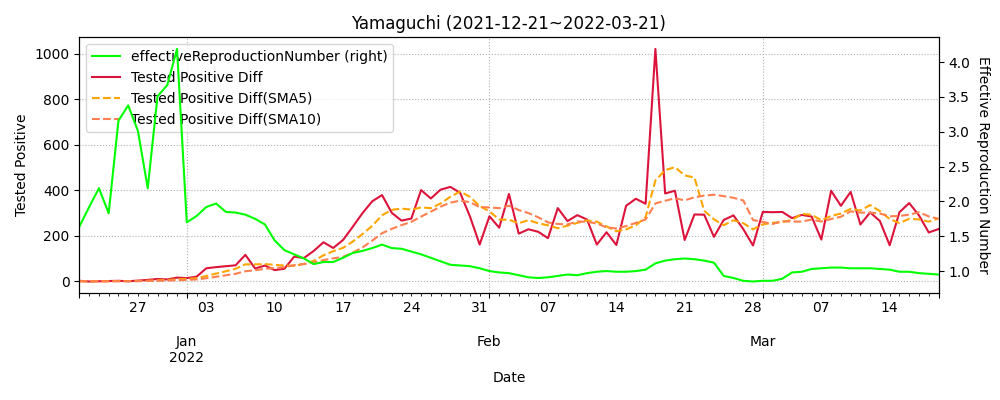 Yamaguchi (2021-12-21~2022-03-21)
effectiveReproductionNumber (right)
Tested Positive Diff
Tested Positive Diff(SMA5)
Tested Positive Diff(SMA10)
Tested Positive
1000
800
600
400
200
0
4.0
3.5
3.0
2.5
2.0
1.5
1.0
Effective Reproduction Number
27 03 10 17 24 31 07 14 21 28 07 14
Jan Feb Mar
2022
Date